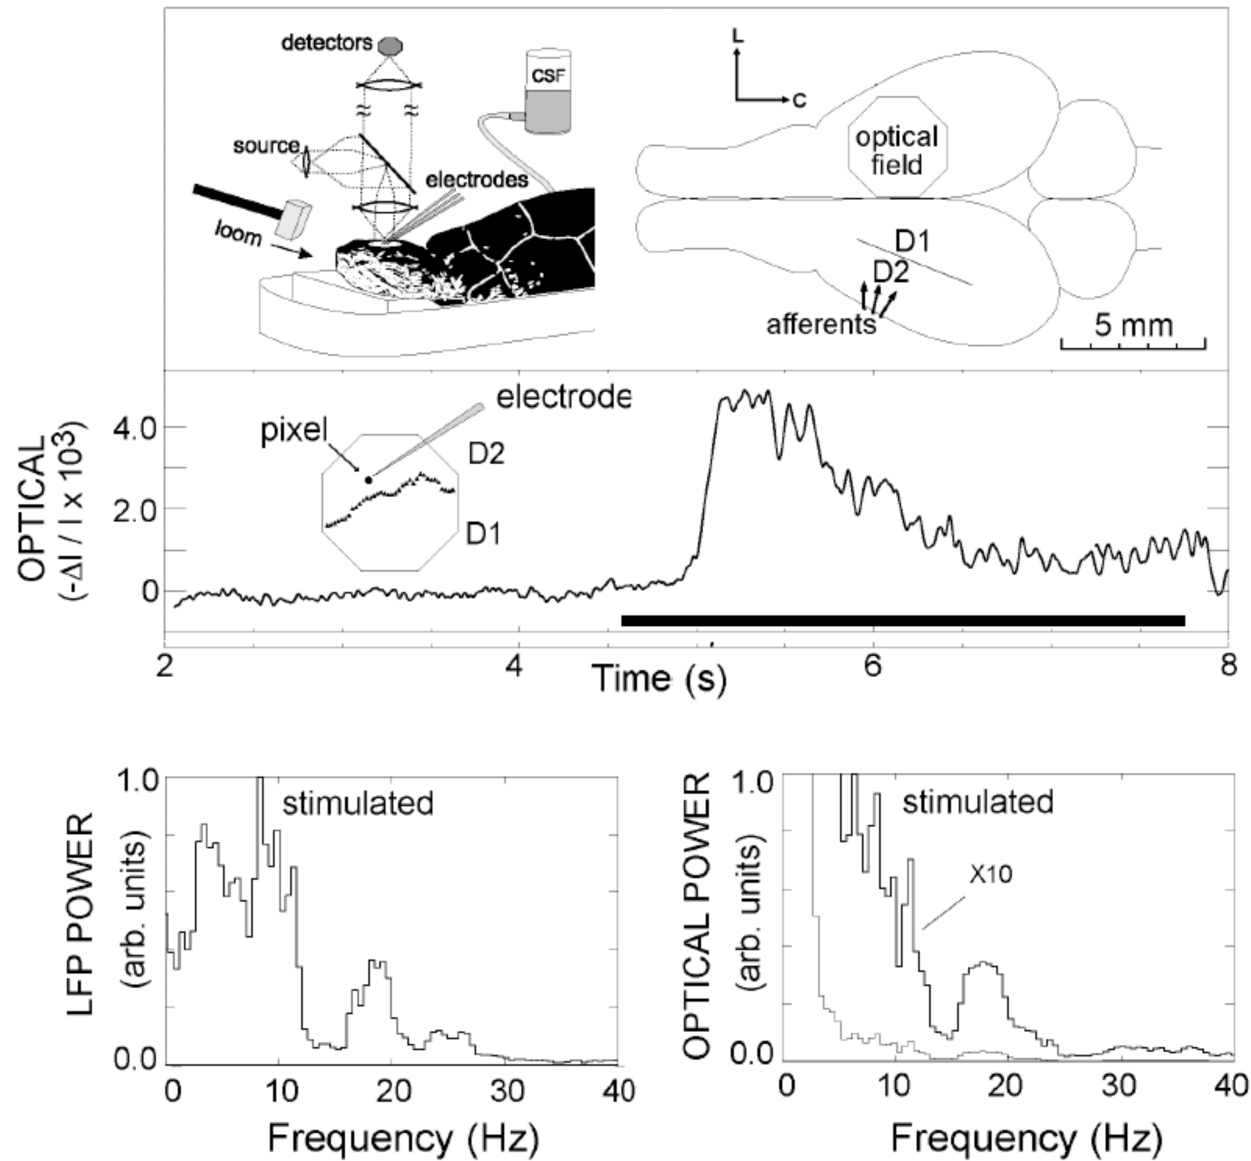 detectors
source
loom
electrodes
CSF
L
C
optical
field
D1
D2
afferents
5 mm
OPTICAL
(-ΔI / I x 10³)
4.0
2.0
0
pixel
electrode
D2
D1
2
4
6
8
Time (s)
LFP POWER
(arb. units)
1.0
0.0
stimulated
0
10
20
30
40
Frequency (Hz)
OPTICAL POWER
(arb. units)
1.0
0.0
stimulated
X10
0
10
20
30
40
Frequency (Hz)